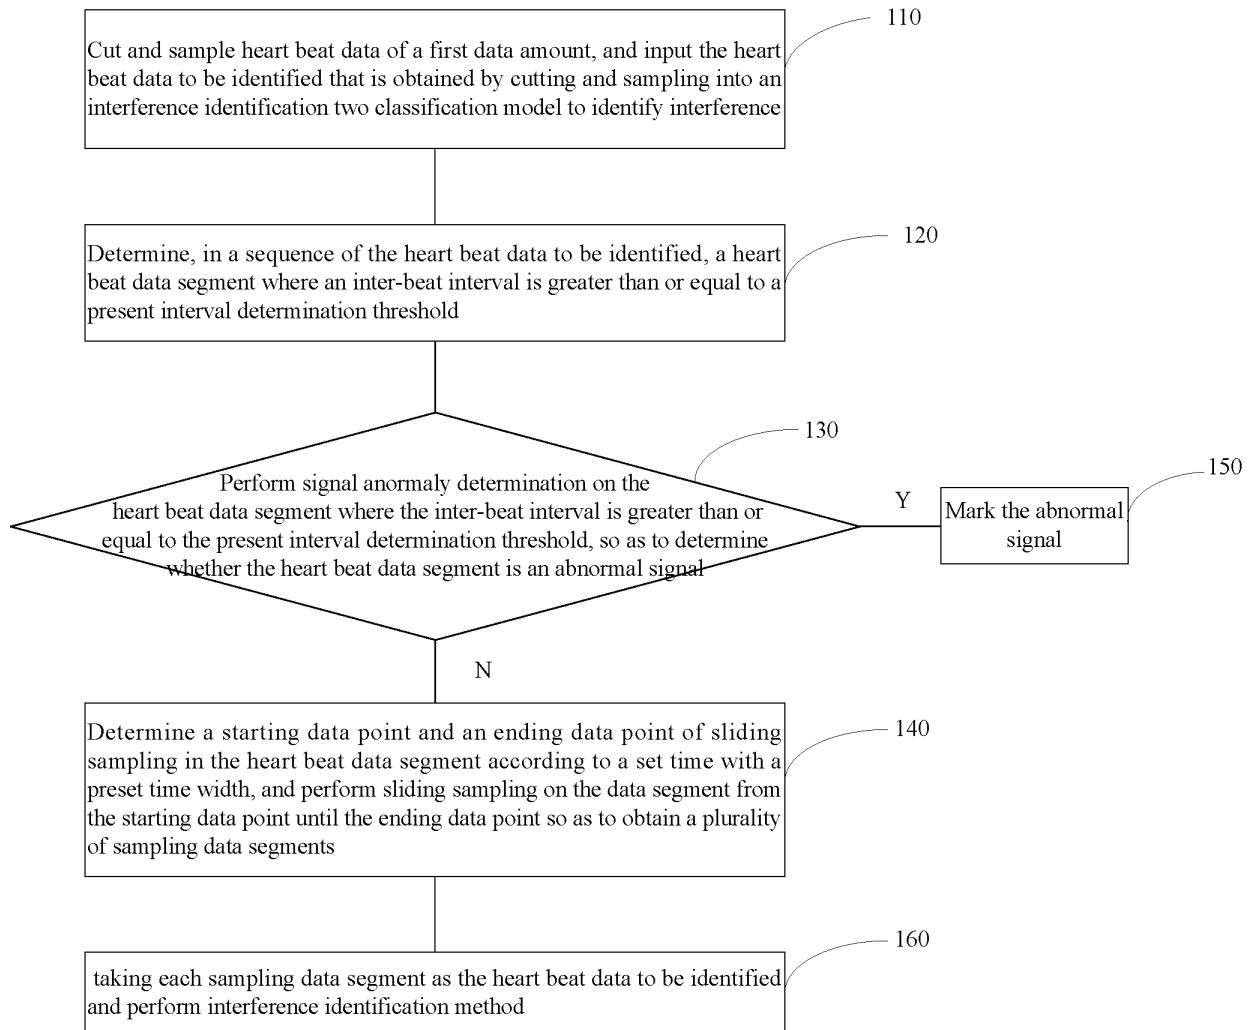 110
Cut and sample heart beat data of a first data amount, and input the heart
beat data to be identified that is obtained by cutting and sampling into an
interference identification two classification model to identify interference
120
Determine, in a sequence of the heart beat data to be identified, a heart
beat data segment where an inter-beat interval is greater than or equal to a
present interval determination threshold
130
Perform signal anormaly determination on the
heart beat data segment where the inter-beat interval is greater than or
equal to the present interval determination threshold, so as to determine
whether the heart beat data segment is an abnormal signal
Y
150
Mark the abnormal
signal
N
140
Determine a starting data point and an ending data point of sliding
sampling in the heart beat data segment according to a set time with a
preset time width, and perform sliding sampling on the data segment from
the starting data point until the ending data point so as to obtain a plurality
of sampling data segments
160
taking each sampling data segment as the heart beat data to be identified
and perform interference identification method